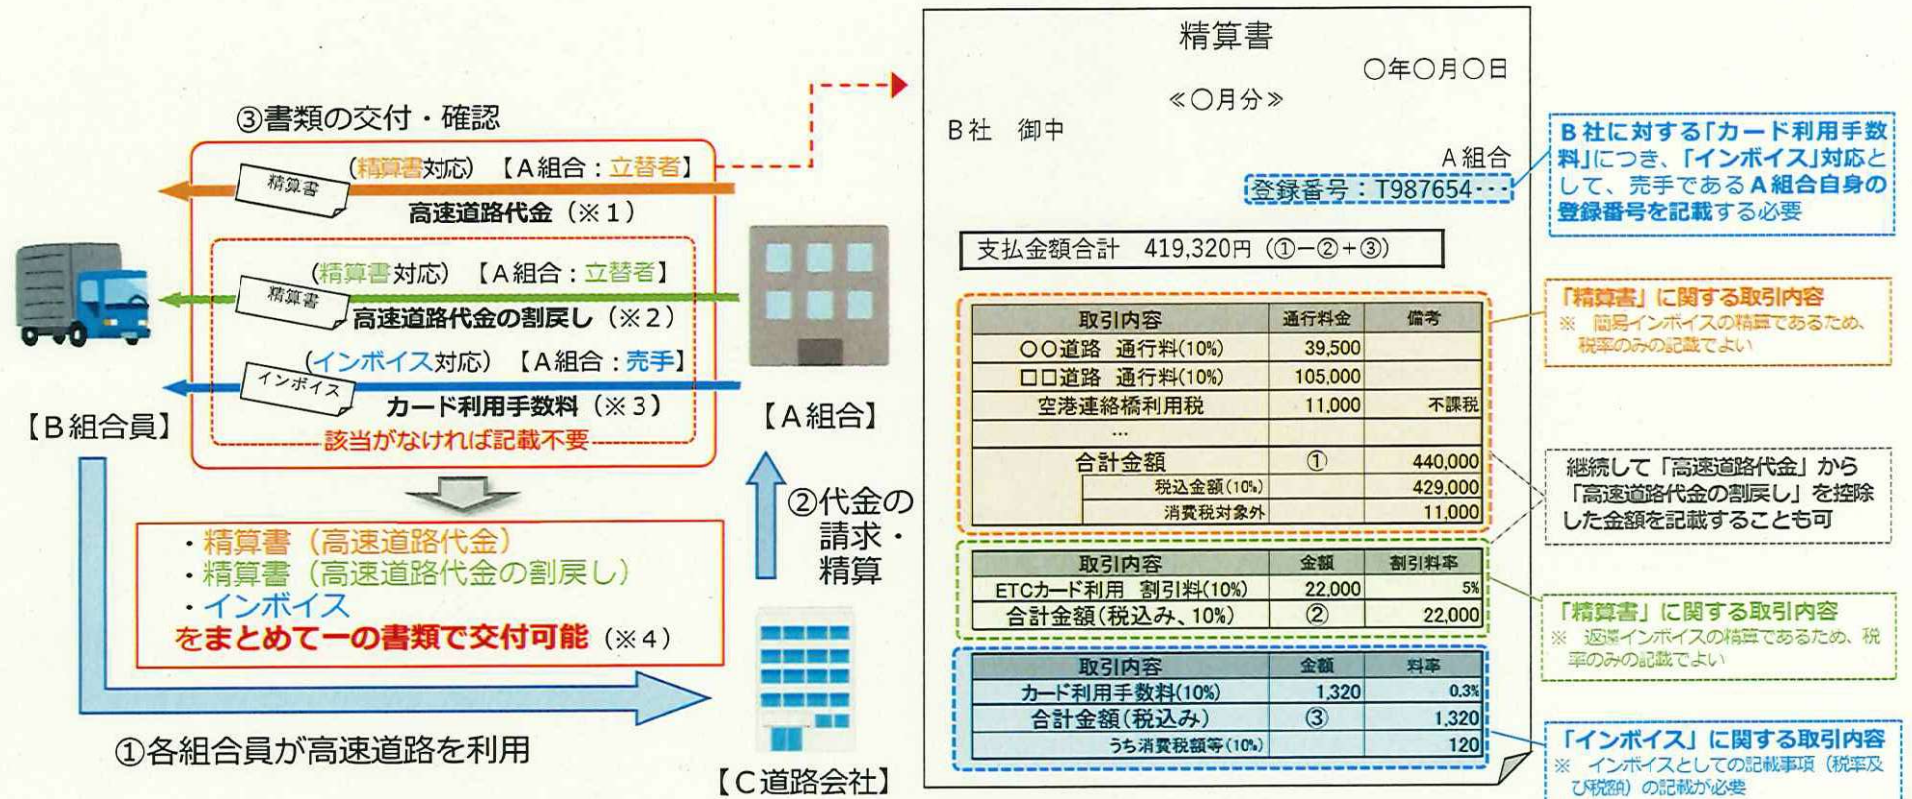 ③書類の交付・確認
(精算書対応) 【A組合：立替者】
精算書
高速道路代金（※１）
(精算書対応) 【A組合：立替者】
精算書
高速道路代金の割戻し（※２）
(インボイス対応) 【A組合：売手】
インボイス
カード利用手数料（※３）
該当がなければ記載不要
【B組合員】
【A組合】
・精算書（高速道路代金）
・精算書（高速道路代金の割戻し）
・インボイス
をまとめて一の書類で交付可能（※４）
②代金の
請求・
精算
①各組合員が高速道路を利用
【C道路会社】
精算書
○年○月○日
≪○月分≫
B社　御中
A組合
登録番号：T987654･･･
支払金額合計　419,320円（①－②＋③）
取引内容 通行料金 備考
○○道路　通行料(10%) 39,500
□□道路　通行料(10%) 105,000
空港連絡橋利用税 11,000 不課税
…
合計金額 ① 440,000
税込金額(10%) 429,000
消費税対象外 11,000
取引内容 金額 割引料率
ETCカード利用　割引料(10%) 22,000 5%
合計金額(税込み、10%) ② 22,000
取引内容 金額 料率
カード利用手数料(10%) 1,320 0.3%
合計金額(税込み) ③ 1,320
うち消費税額等(10%) 120
B社に対する「カード利用手数
料」につき、「インボイス」対応と
して、売手であるA組合自身の
登録番号を記載する必要
「精算書」に関する取引内容
※　簡易インボイスの精算であるため、
税率のみの記載でよい
継続して「高速道路代金」から
「高速道路代金の割戻し」を控除
した金額を記載することも可
「精算書」に関する取引内容
※　返還インボイスの精算であるため、税
率のみの記載でよい
「インボイス」に関する取引内容
※　インボイスとしての記載事項（税率及
び税額）の記載が必要